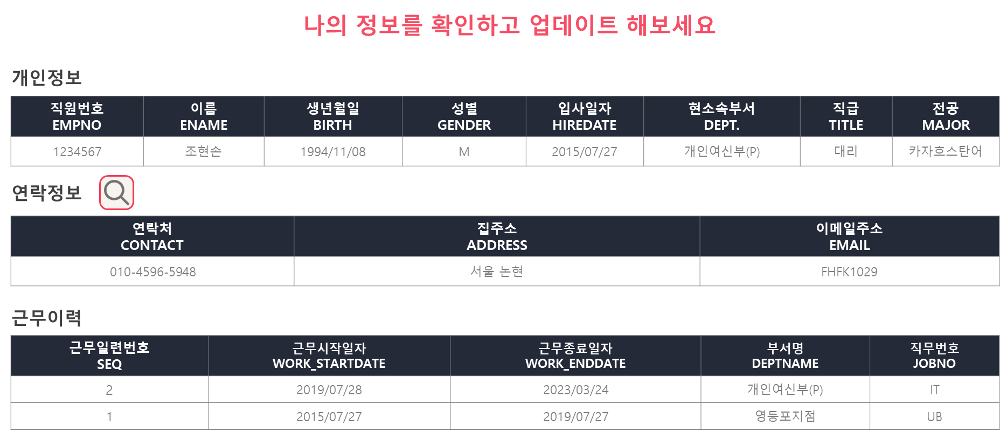 나의 정보를 확인하고 업데이트 해보세요
개인정보
직원번호 이름 생년월일 성별 입사일자 현소속부서 직급 전공
EMPNO ENAME BIRTH GENDER HIREDATE DEPT. TITLE MAJOR
1234567 조현손 1994/11/08 M 2015/07/27 개인여신부(P) 대리 카자흐스탄어
연락정보
연락처 집주소 이메일주소
CONTACT ADDRESS EMAIL
010-4596-5948 서울 논현 FHFK1029
근무이력
근무일련번호 근무시작일자 근무종료일자 부서명 직무번호
SEQ WORK_STARTDATE WORK_ENDDATE DEPTNAME JOBNO
2 2019/07/28 2023/03/24 개인여신부(P) IT
1 2015/07/27 2019/07/27 영등포지점 UB